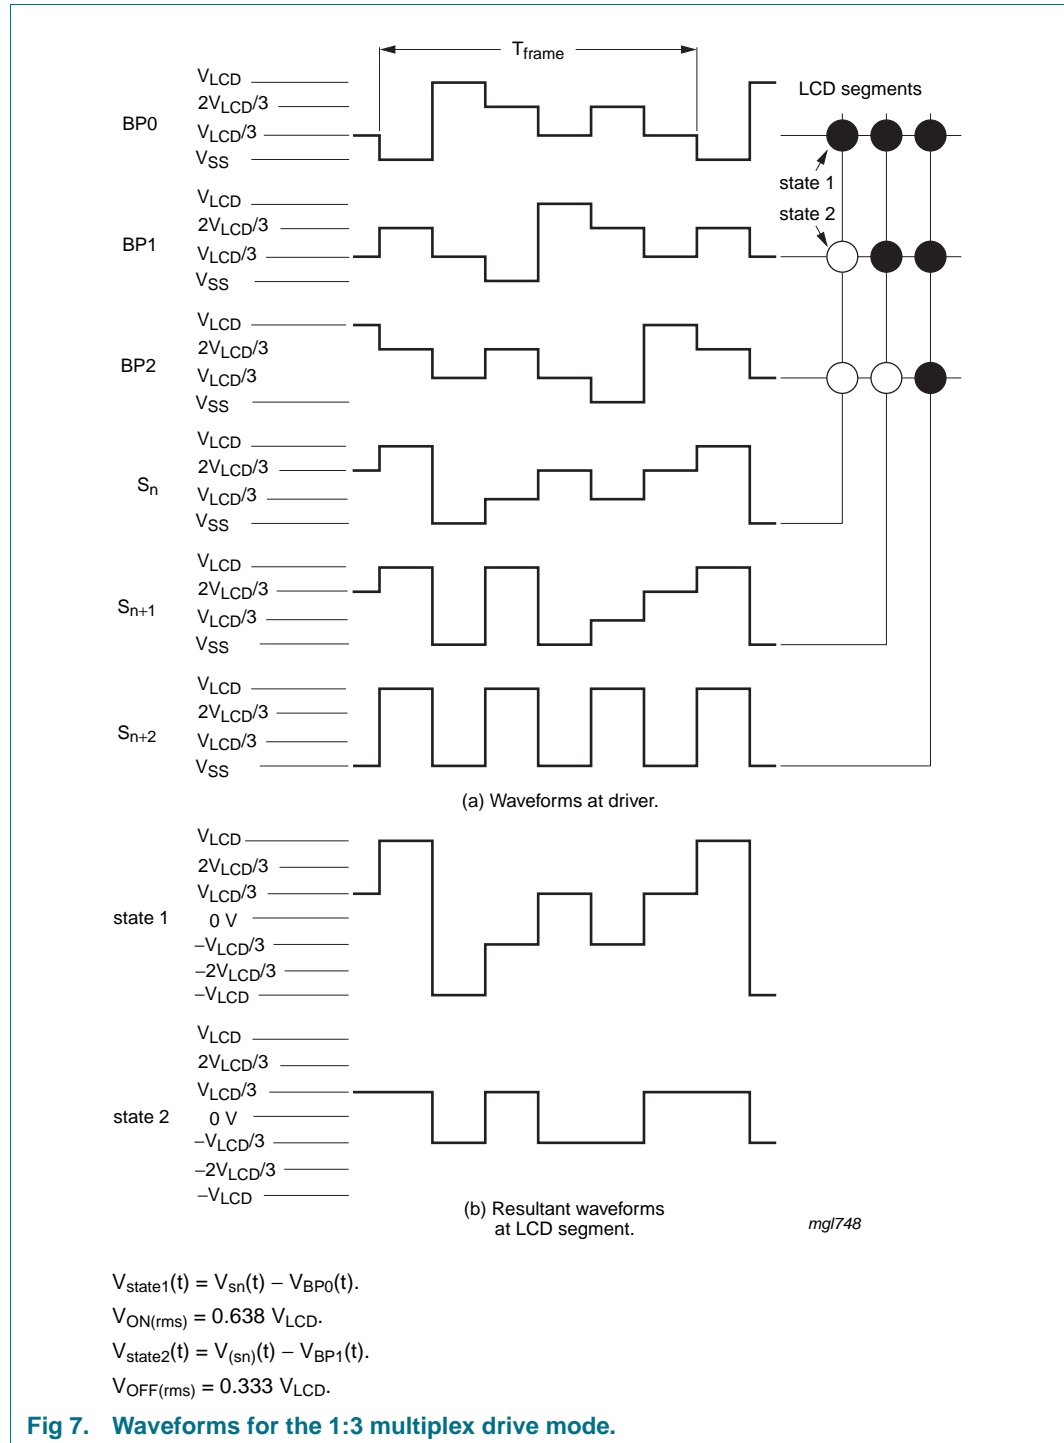 Tframe
VLCD
2VLCD/3
BP0
VLCD/3
VSS
LCD segments
state 1
state 2
VLCD
2VLCD/3
BP1
VLCD/3
VSS
VLCD
2VLCD/3
BP2
VLCD/3
VSS
VLCD
2VLCD/3
Sn
VLCD/3
VSS
VLCD
2VLCD/3
Sn+1
VLCD/3
VSS
VLCD
2VLCD/3
Sn+2
VLCD/3
VSS
(a) Waveforms at driver.
VLCD
2VLCD/3
VLCD/3
state 1
0 V
−VLCD/3
−2VLCD/3
−VLCD
VLCD
2VLCD/3
VLCD/3
state 2
0 V
−VLCD/3
−2VLCD/3
−VLCD
(b) Resultant waveforms
at LCD segment.
mgl748
Vstate1(t) = Vsn(t) − VBP0(t).
VON(rms) = 0.638 VLCD.
Vstate2(t) = V(sn)(t) − VBP1(t).
VOFF(rms) = 0.333 VLCD.
Fig 7. Waveforms for the 1:3 multiplex drive mode.